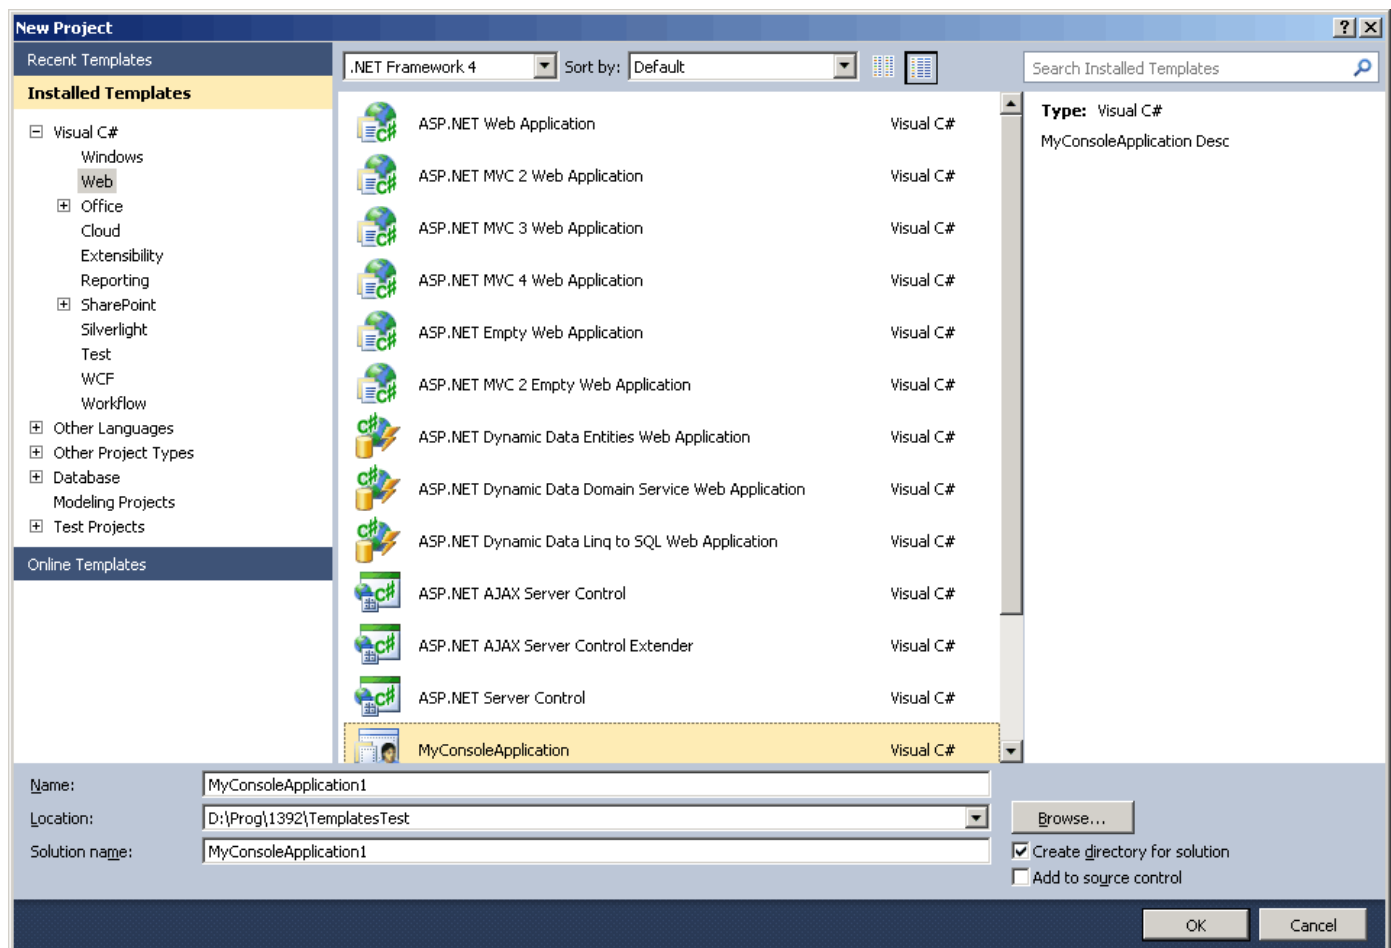 New Project
Recent Templates
.NET Framework 4
Sort by: Default
Search Installed Templates
Installed Templates
Visual C#
Windows
Web
Office
Cloud
Extensibility
Reporting
SharePoint
Silverlight
Test
WCF
Workflow
Other Languages
Other Project Types
Database
Modeling Projects
Test Projects
Online Templates
ASP.NET Web Application Visual C#
ASP.NET MVC 2 Web Application Visual C#
ASP.NET MVC 3 Web Application Visual C#
ASP.NET MVC 4 Web Application Visual C#
ASP.NET Empty Web Application Visual C#
ASP.NET MVC 2 Empty Web Application Visual C#
ASP.NET Dynamic Data Entities Web Application Visual C#
ASP.NET Dynamic Data Domain Service Web Application Visual C#
ASP.NET Dynamic Data Linq to SQL Web Application Visual C#
ASP.NET AJAX Server Control Visual C#
ASP.NET AJAX Server Control Extender Visual C#
ASP.NET Server Control Visual C#
MyConsoleApplication Visual C#
Type: Visual C#
MyConsoleApplication Desc
Name: MyConsoleApplication1
Location: D:\Prog\1392\TemplatesTest
Browse...
Solution name: MyConsoleApplication1
Create directory for solution
Add to source control
OK
Cancel